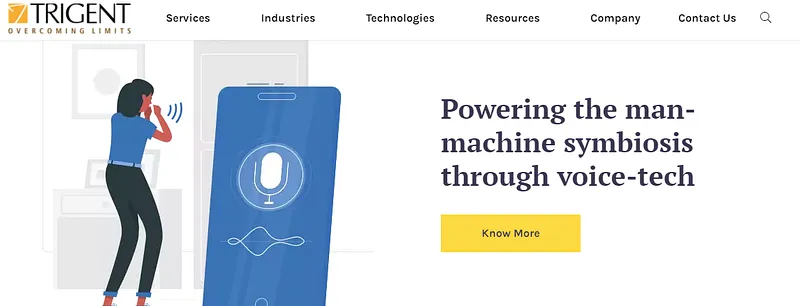 TRIGENT
OVERCOMING LIMITS
Services Industries Technologies Resources Company Contact Us
Powering the man-
machine symbiosis
through voice-tech
Know More